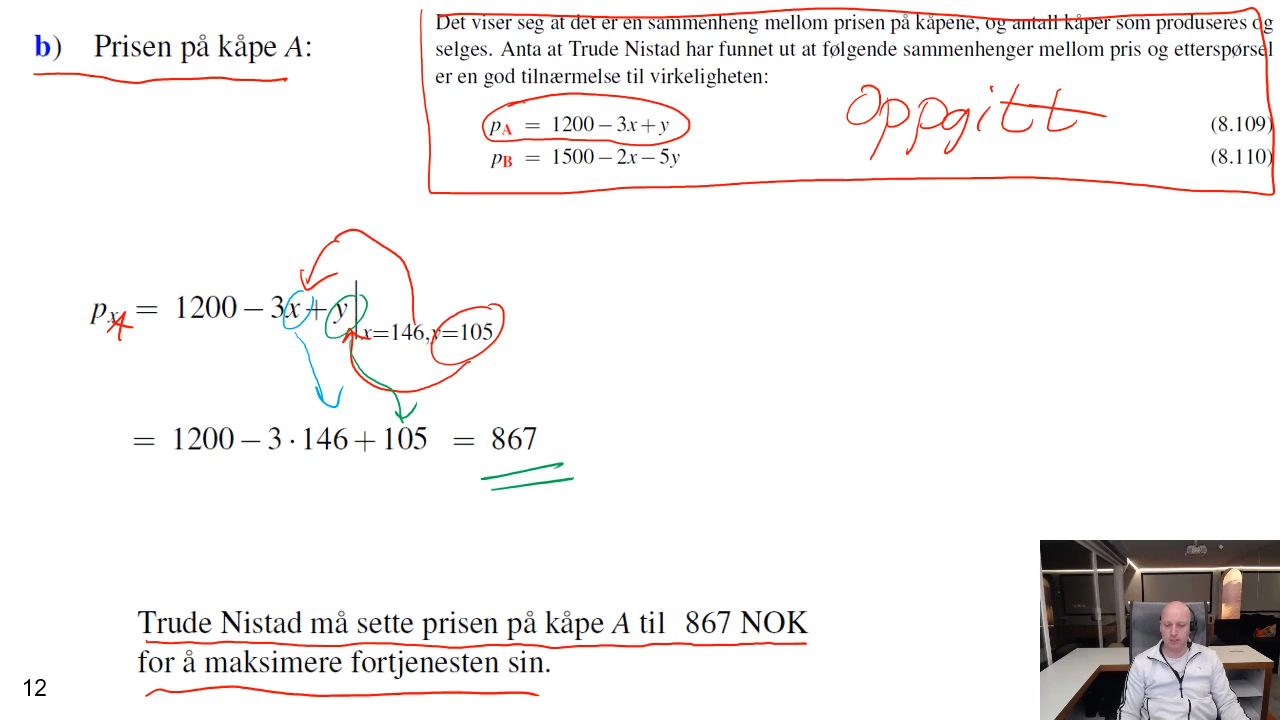 b) Prisen på kåpe A:
Det viser seg at det er en sammenheng mellom prisen på kåpene, og antall kåper som produseres og
selges. Anta at Trude Nistad har funnet ut at følgende sammenhenger mellom pris og etterspørsel
er en god tilnærmelse til virkeligheten:
pA = 1200 − 3x + y (8.109)
pB = 1500 − 2x − 5y (8.110)
Oppgitt
px = 1200 − 3x + y|x=146,y=105
A
= 1200 − 3 · 146 + 105 = 867
Trude Nistad må sette prisen på kåpe A til 867 NOK
for å maksimere fortjenesten sin.
12